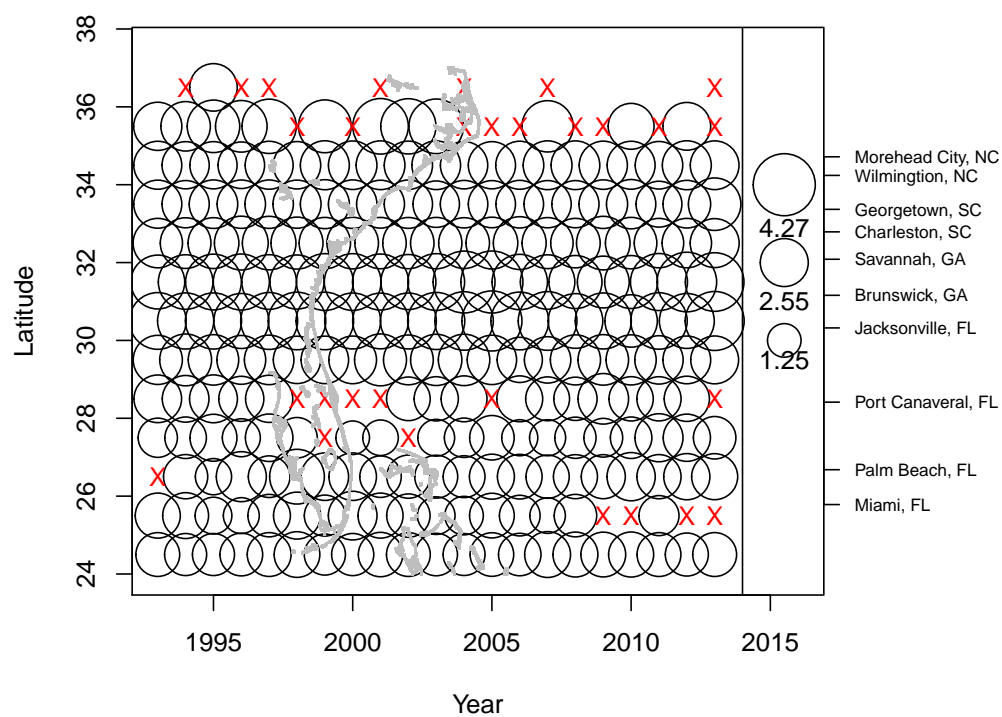 38
36
34
32
30
28
26
24
Latitude
X X X X X X X
X X X X X X X X X
X X X X X X
X X
X
X X X X
4.27
2.55
1.25
Morehead City, NC
Wilmington, NC
Georgetown, SC
Charleston, SC
Savannah, GA
Brunswick, GA
Jacksonville, FL
Port Canaveral, FL
Palm Beach, FL
Miami, FL
1995 2000 2005 2010 2015
Year